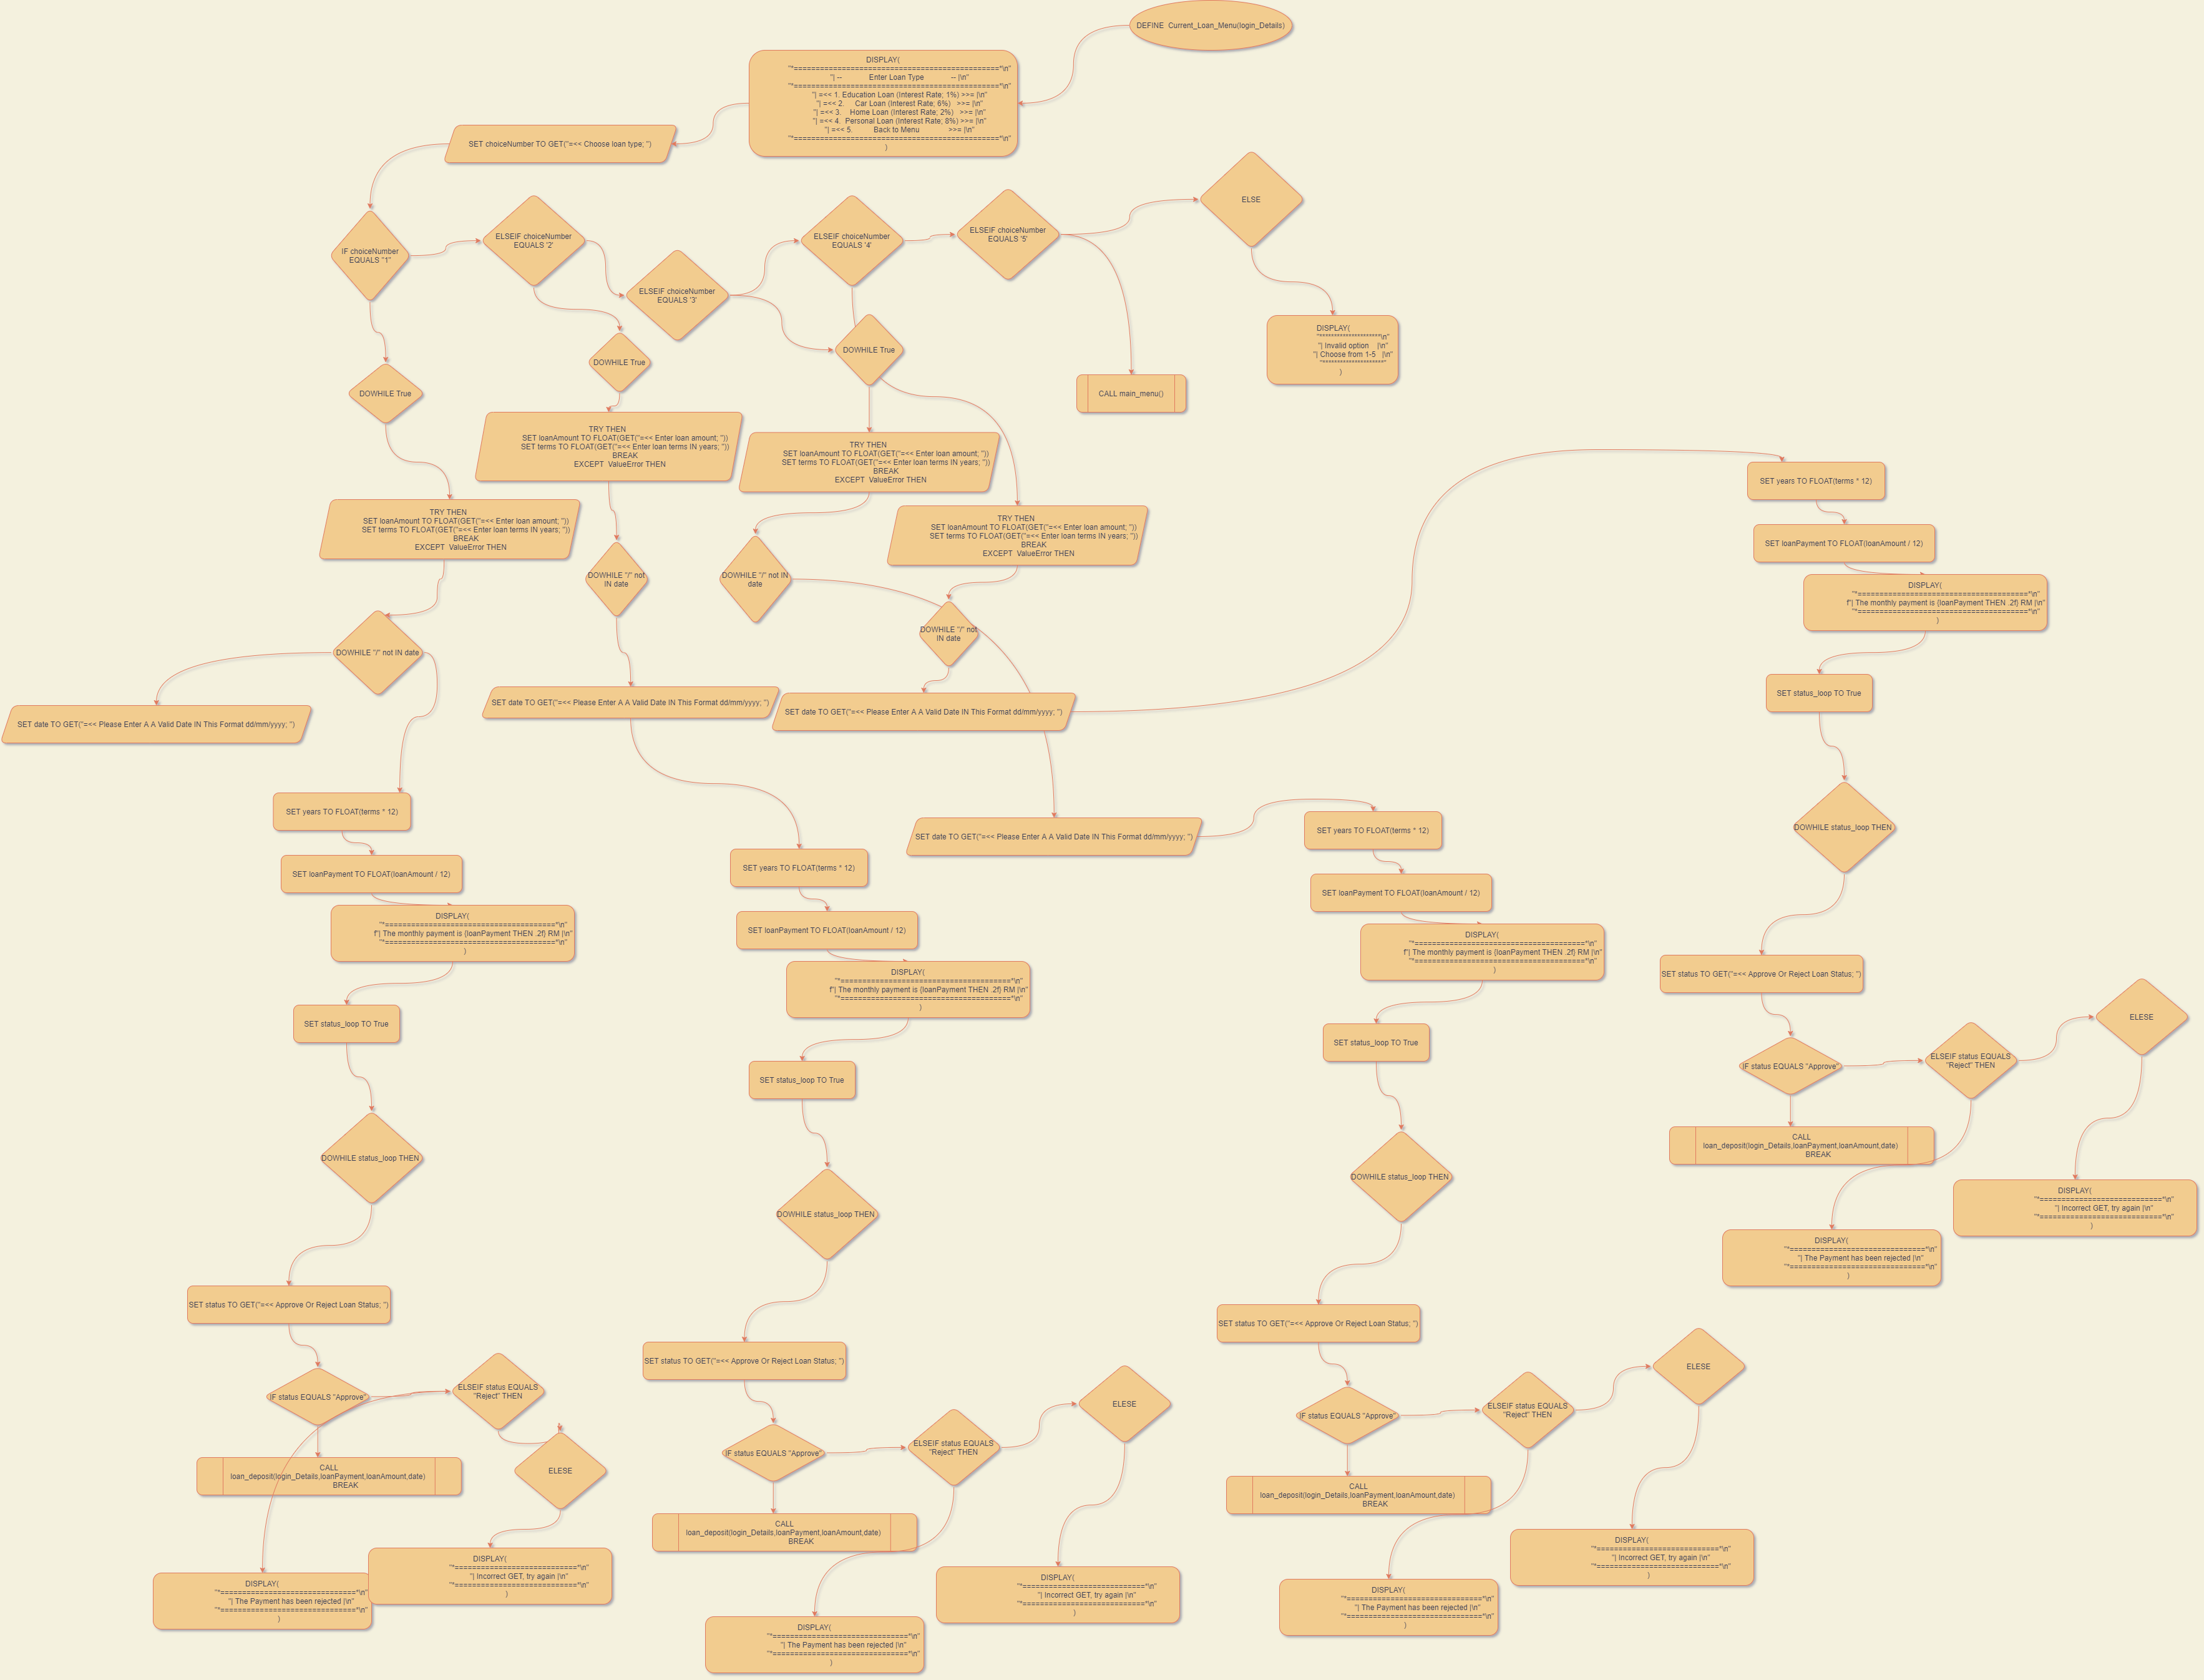 DEFINE  Current_Loan_Menu(login_Details)
DISPLAY(
"*===============================================*\n"
"| --             Enter Loan Type             -- |\n"
"*===============================================*\n"
"| =<< 1. Education Loan (Interest Rate; 1%) >>= |\n"
"| =<< 2.     Car Loan (Interest Rate; 6%)   >>= |\n"
"| =<< 3.    Home Loan (Interest Rate; 2%)   >>= |\n"
"| =<< 4.  Personal Loan (Interest Rate; 8%) >>= |\n"
"| =<< 5.          Back to Menu              >>= |\n"
"*===============================================*\n"
)
SET choiceNumber TO GET("=<< Choose loan type; ")
IF choiceNumber
EQUALS "1"
ELSEIF choiceNumber
EQUALS '2'
ELSEIF choiceNumber
EQUALS '3'
ELSEIF choiceNumber
EQUALS '4'
ELSEIF choiceNumber
EQUALS '5'
ELSE
DISPLAY(
"*********************\n"
"| Invalid option    |\n"
"| Choose from 1-5   |\n"
"*********************"
)
CALL main_menu()
DOWHILE True
DOWHILE True
DOWHILE True
TRY THEN
SET loanAmount TO FLOAT(GET("=<< Enter loan amount; "))
SET terms TO FLOAT(GET("=<< Enter loan terms IN years; "))
BREAK
EXCEPT  ValueError THEN
DOWHILE "/" not IN date
SET date TO GET("=<< Please Enter A A Valid Date IN This Format dd/mm/yyyy; ")
SET years TO FLOAT(terms * 12)
SET loanPayment TO FLOAT(loanAmount / 12)
DISPLAY(
"*=======================================*\n"
f"| The monthly payment is {loanPayment THEN .2f} RM |\n"
"*=======================================*\n"
)
SET status_loop TO True
DOWHILE status_loop THEN
SET status TO GET("=<< Approve Or Reject Loan Status; ")
IF status EQUALS "Approve"
ELSEIF status EQUALS
"Reject" THEN
ELESE
CALL
loan_deposit(login_Details,loanPayment,loanAmount,date)
BREAK
DISPLAY(
"*===============================*\n"
"| The Payment has been rejected |\n"
"*===============================*\n"
)
DISPLAY(
"*============================*\n"
"| Incorrect GET, try again |\n"
"*============================*\n"
)
TRY THEN
SET loanAmount TO FLOAT(GET("=<< Enter loan amount; "))
SET terms TO FLOAT(GET("=<< Enter loan terms IN years; "))
BREAK
EXCEPT  ValueError THEN
DOWHILE "/" not
IN date
SET date TO GET("=<< Please Enter A A Valid Date IN This Format dd/mm/yyyy; ")
SET years TO FLOAT(terms * 12)
SET loanPayment TO FLOAT(loanAmount / 12)
DISPLAY(
"*=======================================*\n"
f"| The monthly payment is {loanPayment THEN .2f} RM |\n"
"*=======================================*\n"
)
SET status_loop TO True
DOWHILE status_loop THEN
SET status TO GET("=<< Approve Or Reject Loan Status; ")
IF status EQUALS "Approve"
ELSEIF status EQUALS
"Reject" THEN
ELESE
CALL
loan_deposit(login_Details,loanPayment,loanAmount,date)
BREAK
DISPLAY(
"*===============================*\n"
"| The Payment has been rejected |\n"
"*===============================*\n"
)
DISPLAY(
"*============================*\n"
"| Incorrect GET, try again |\n"
"*============================*\n"
)
TRY THEN
SET loanAmount TO FLOAT(GET("=<< Enter loan amount; "))
SET terms TO FLOAT(GET("=<< Enter loan terms IN years; "))
BREAK
EXCEPT  ValueError THEN
DOWHILE "/" not IN
date
SET date TO GET("=<< Please Enter A A Valid Date IN This Format dd/mm/yyyy; ")
SET years TO FLOAT(terms * 12)
SET loanPayment TO FLOAT(loanAmount / 12)
DISPLAY(
"*=======================================*\n"
f"| The monthly payment is {loanPayment THEN .2f} RM |\n"
"*=======================================*\n"
)
SET status_loop TO True
DOWHILE status_loop THEN
SET status TO GET("=<< Approve Or Reject Loan Status; ")
IF status EQUALS "Approve"
ELSEIF status EQUALS
"Reject" THEN
ELESE
CALL
loan_deposit(login_Details,loanPayment,loanAmount,date)
BREAK
DISPLAY(
"*===============================*\n"
"| The Payment has been rejected |\n"
"*===============================*\n"
)
DISPLAY(
"*============================*\n"
"| Incorrect GET, try again |\n"
"*============================*\n"
)
TRY THEN
SET loanAmount TO FLOAT(GET("=<< Enter loan amount; "))
SET terms TO FLOAT(GET("=<< Enter loan terms IN years; "))
BREAK
EXCEPT  ValueError THEN
DOWHILE "/" not
IN date
SET date TO GET("=<< Please Enter A A Valid Date IN This Format dd/mm/yyyy; ")
SET years TO FLOAT(terms * 12)
SET loanPayment TO FLOAT(loanAmount / 12)
DISPLAY(
"*=======================================*\n"
f"| The monthly payment is {loanPayment THEN .2f} RM |\n"
"*=======================================*\n"
)
SET status_loop TO True
DOWHILE status_loop THEN
SET status TO GET("=<< Approve Or Reject Loan Status; ")
IF status EQUALS "Approve"
ELSEIF status EQUALS
"Reject" THEN
ELESE
CALL
loan_deposit(login_Details,loanPayment,loanAmount,date)
BREAK
DISPLAY(
"*===============================*\n"
"| The Payment has been rejected |\n"
"*===============================*\n"
)
DISPLAY(
"*============================*\n"
"| Incorrect GET, try again |\n"
"*============================*\n"
)